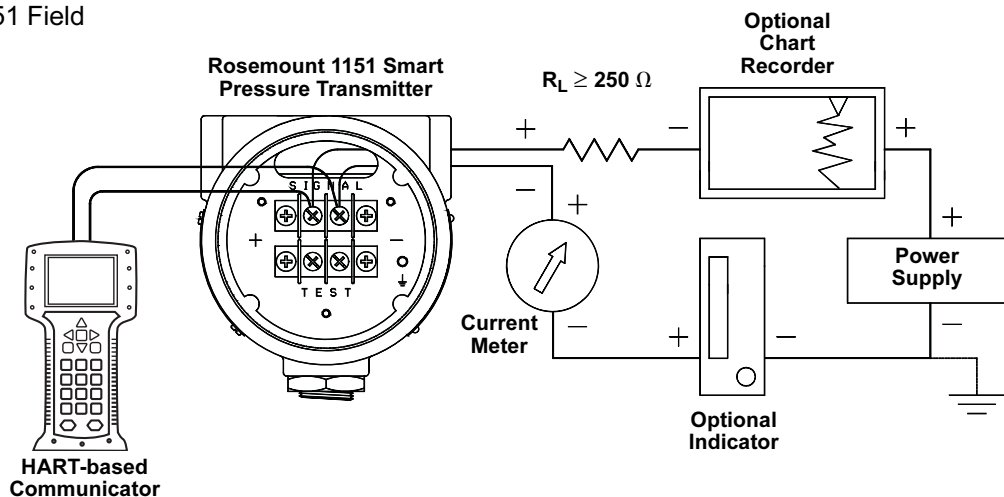 51 Field
Optional
Chart
Recorder
Rosemount 1151 Smart
Pressure Transmitter
R_L ≥ 250 Ω
+
−
+
−
+
+
SIGNAL
+
−
TEST
Power
Supply
Current
Meter
−
+
−
−
Optional
Indicator
HART-based
Communicator